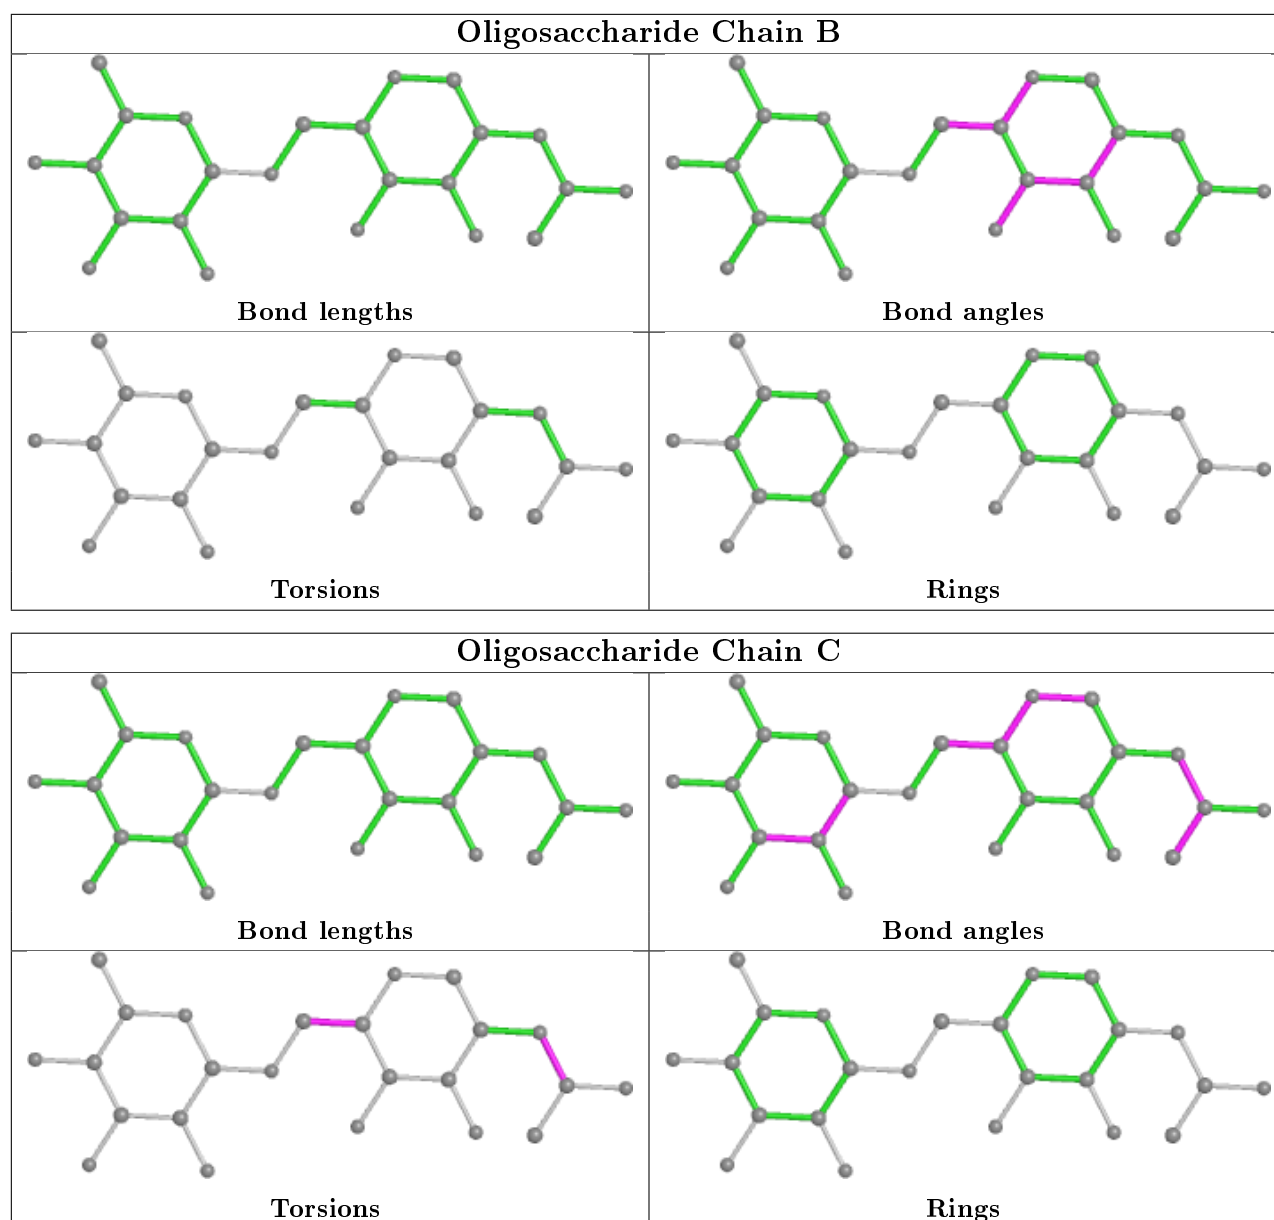 Oligosaccharide Chain B
Bond lengths
Bond angles
Torsions
Rings
Oligosaccharide Chain C
Bond lengths
Bond angles
Torsions
Rings